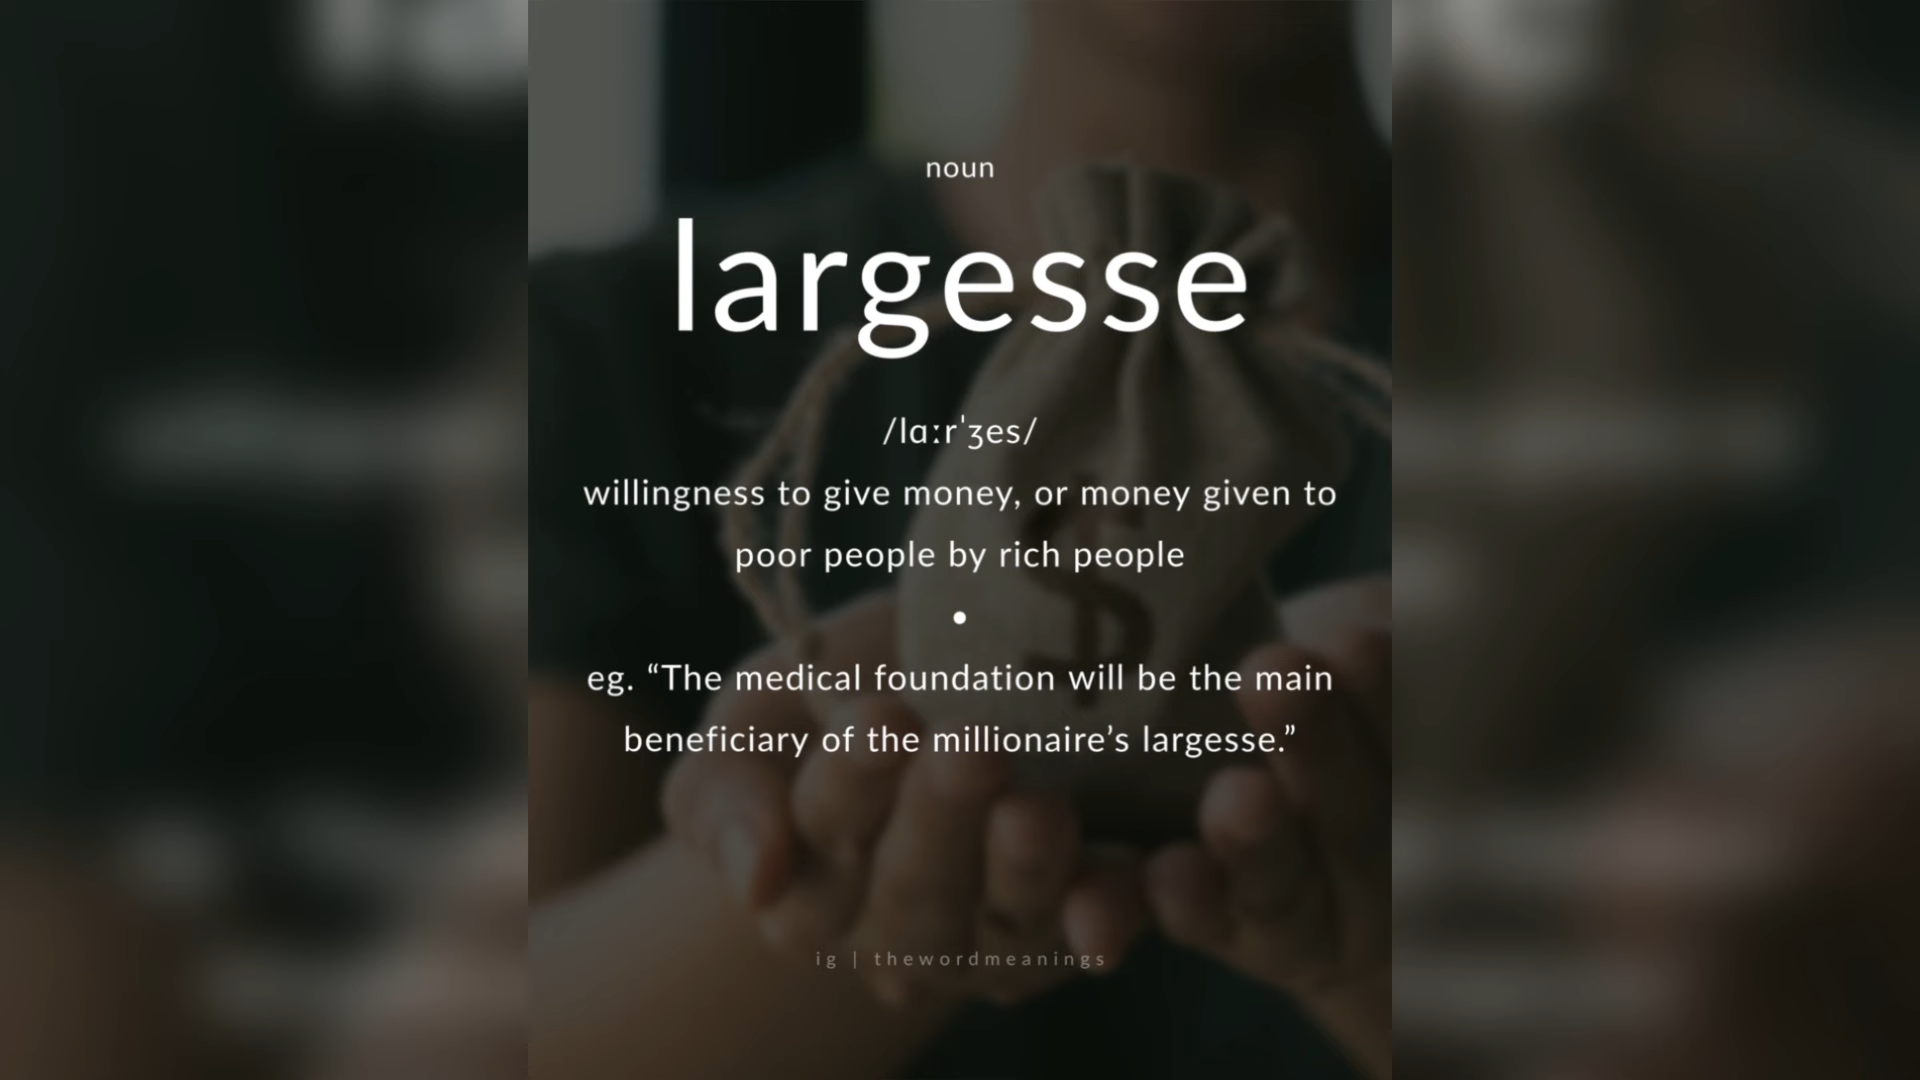 noun
largesse
/lɑːrˈʒes/
willingness to give money, or money given to
poor people by rich people
•
eg. “The medical foundation will be the main
beneficiary of the millionaire’s largesse.”
ig | thewordmeanings
$